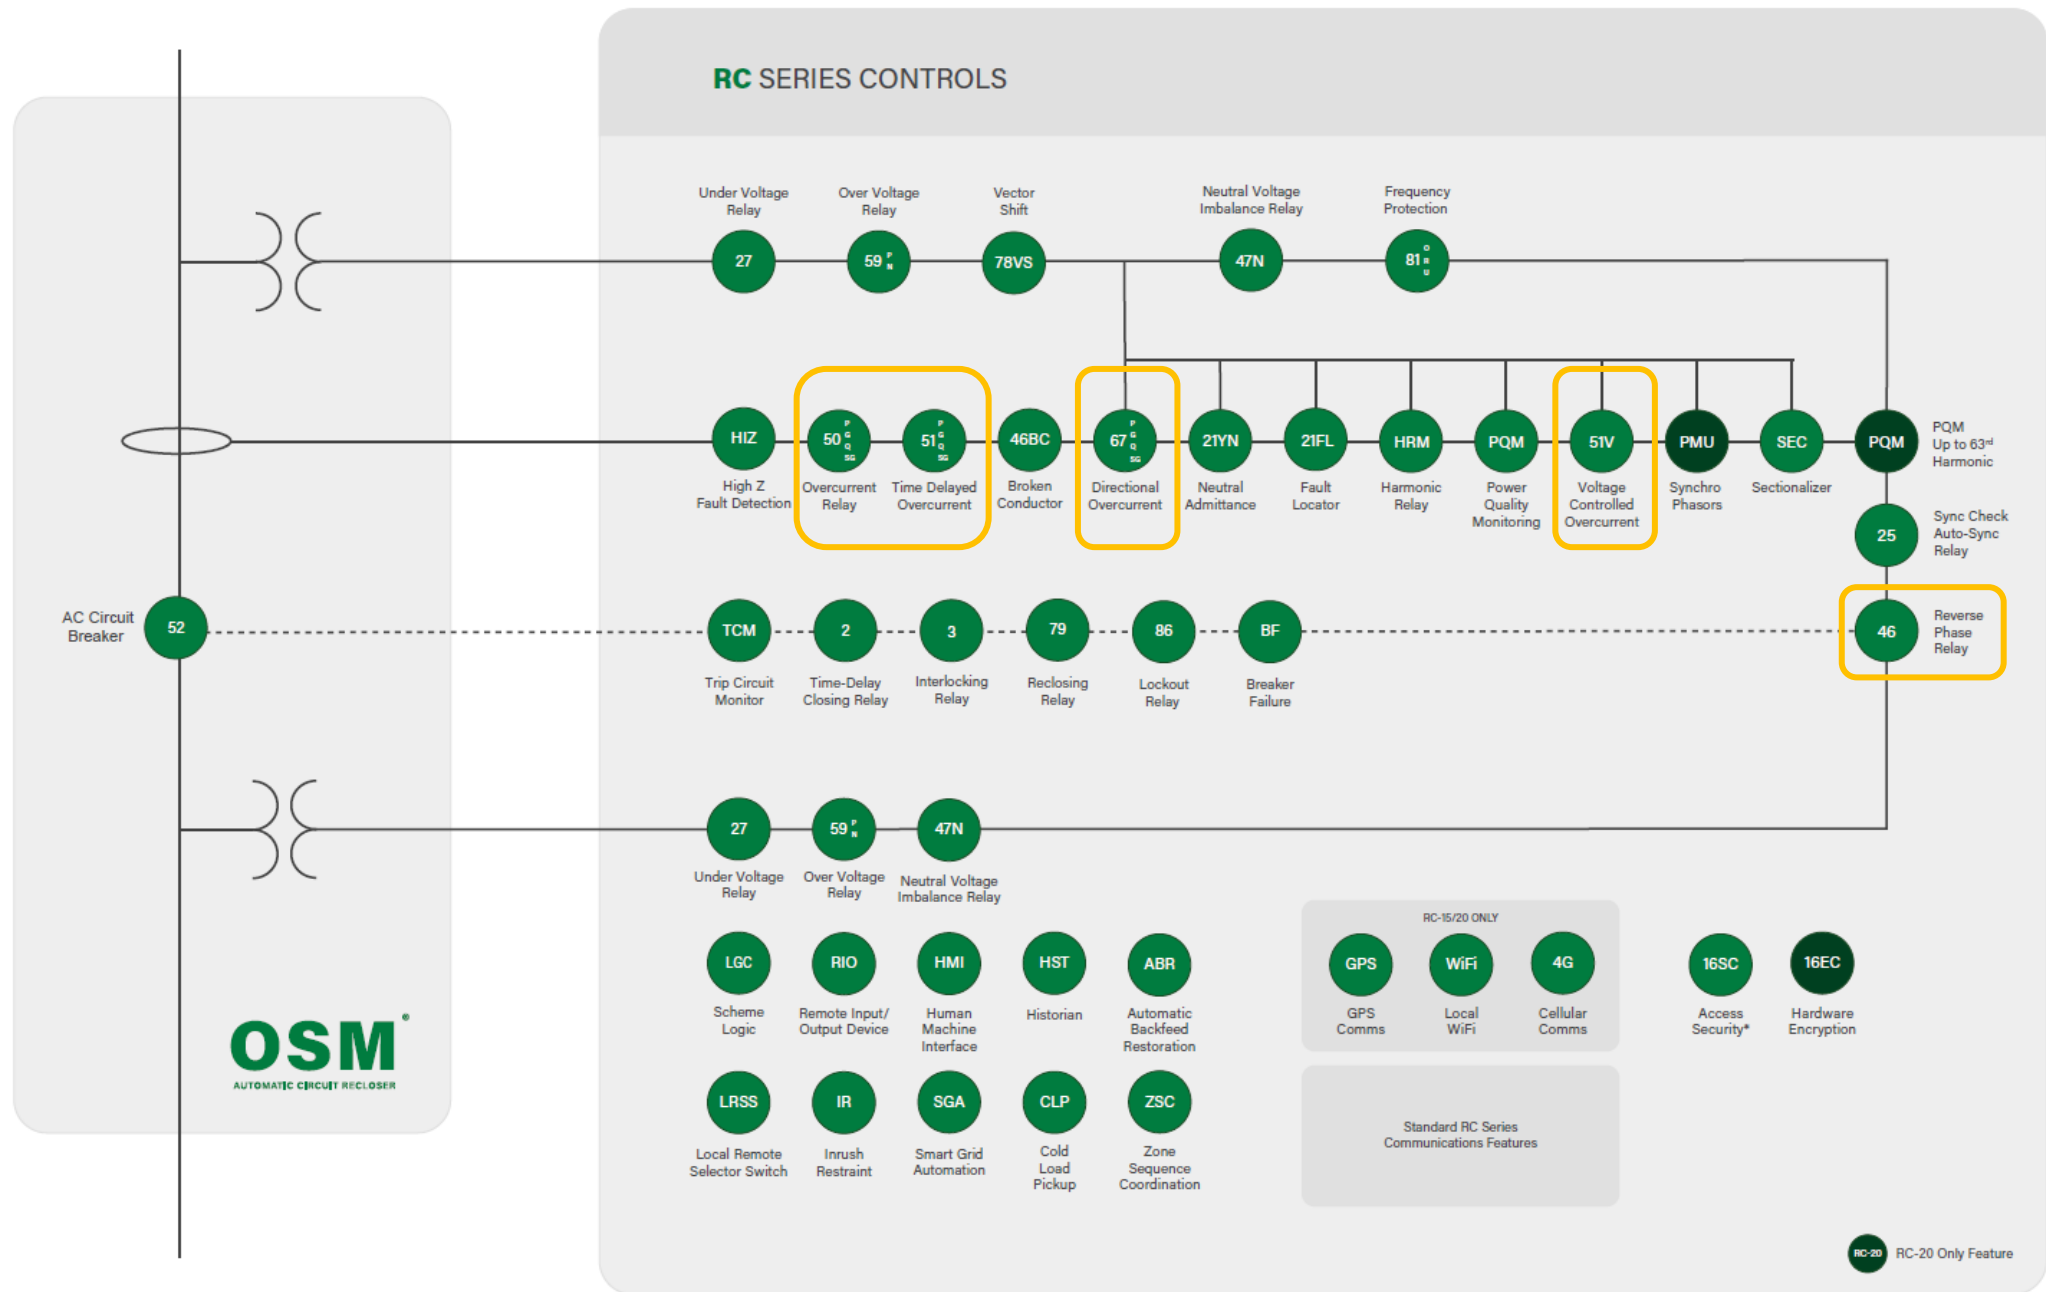 RC SERIES CONTROLS
Under Voltage
Relay
27
Over Voltage
Relay
59 P N
Vector
Shift
78VS
Neutral Voltage
Imbalance Relay
47N
Frequency
Protection
81 O R U
HIZ
High Z
Fault Detection
50 P G Q SG
Overcurrent
Relay
51 P G Q SG
Time Delayed
Overcurrent
46BC
Broken
Conductor
67 P G Q SG
Directional
Overcurrent
21YN
Neutral
Admittance
21FL
Fault
Locator
HRM
Harmonic
Relay
PQM
Power
Quality
Monitoring
51V
Voltage
Controlled
Overcurrent
PMU
Synchro
Phasors
SEC
Sectionalizer
PQM
PQM
Up to 63rd
Harmonic
25
Sync Check
Auto-Sync
Relay
AC Circuit
Breaker
52
TCM
Trip Circuit
Monitor
2
Time-Delay
Closing Relay
3
Interlocking
Relay
79
Reclosing
Relay
86
Lockout
Relay
BF
Breaker
Failure
46
Reverse
Phase
Relay
27
Under Voltage
Relay
59 P N
Over Voltage
Relay
47N
Neutral Voltage
Imbalance Relay
LGC
Scheme
Logic
RIO
Remote Input/
Output Device
HMI
Human
Machine
Interface
HST
Historian
ABR
Automatic
Backfeed
Restoration
RC-15/20 ONLY
GPS
GPS
Comms
WiFi
Local
WiFi
4G
Cellular
Comms
16SC
Access
Security*
16EC
Hardware
Encryption
OSM®
AUTOMATIC CIRCUIT RECLOSER
LRSS
Local Remote
Selector Switch
IR
Inrush
Restraint
SGA
Smart Grid
Automation
CLP
Cold
Load
Pickup
ZSC
Zone
Sequence
Coordination
Standard RC Series
Communications Features
RC-20
RC-20 Only Feature